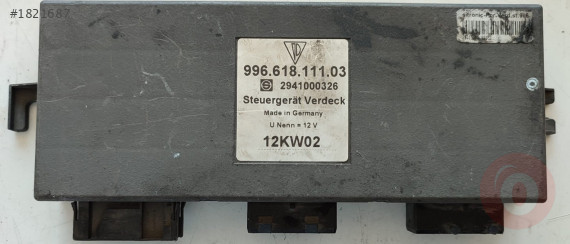 #1821687
996.618.111.03
2941000326
Steuergerät Verdeck
Made in Germany
U Nenn = 12 V
12KW02